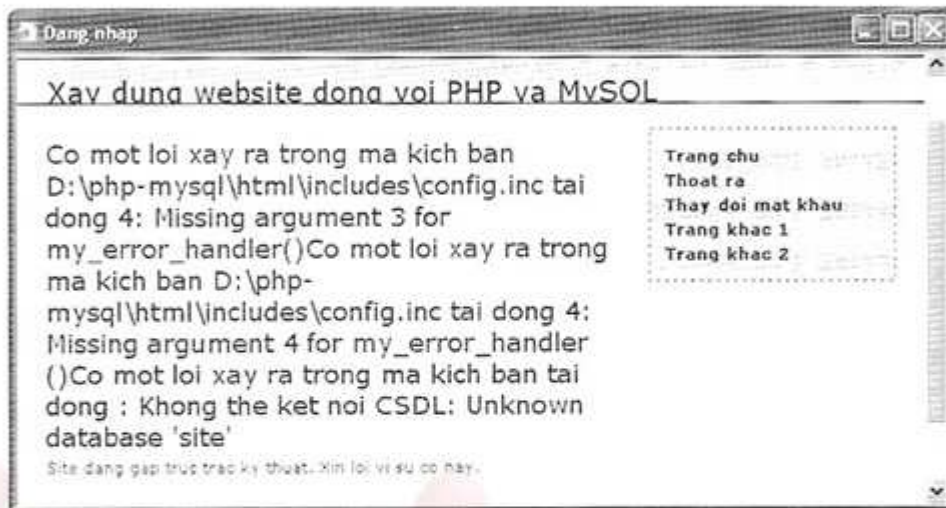 Dang nhap
Xay dung website dong voi PHP va MySQL
Co mot loi xay ra trong ma kich ban
D:\php-mysql\html\includes\config.inc tai
dong 4: Missing argument 3 for
my_error_handler()Co mot loi xay ra trong
ma kich ban D:\php-
mysql\html\includes\config.inc tai dong 4:
Missing argument 4 for my_error_handler
()Co mot loi xay ra trong ma kich ban tai
dong : Khong the ket noi CSDL: Unknown
database 'site'
Site dang gap truc trac ky thuat. Xin loi vi su co nay.
Trang chu
Thoat ra
Thay doi mat khau
Trang khac 1
Trang khac 2